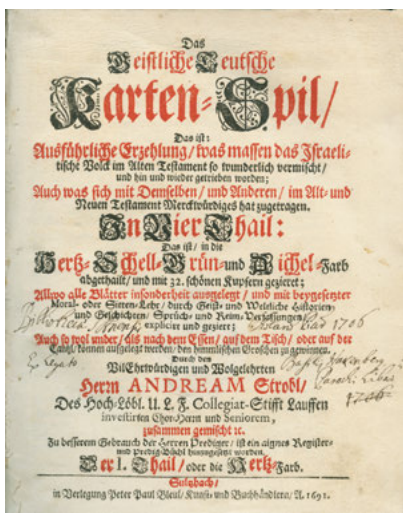 Das
Geistliche Teutsche
Karten-Spil/
Das ist:
Ausführliche Erzehlung/ was massen das Israeli-
tische Volck im Alten Testament so wunderlich vermischt/
und hin und wieder getrieben worden;
Auch was sich mit Demselben/ und Anderen/ im Alt- und
Neuen Testament Merckwürdiges hat zugetragen.
In Vier Thail:
Das ist/ in die
Hertz- Schell- Grün- und Aichel-Farb
abgethailt/ und mit 32. schönen Kupfern gezieret;
Allwo alle Blätter insonderheit ausgelegt/ und mit beygesetzter
Moral- oder Sitten-Lehr/ durch Geist- und Weltliche Historien
und Geschichten/ Sprüch- und Reim-Verfassungen/
explicirt und geziert;
Auch so wol unter/ als nach dem Essen/ auf dem Tisch/ oder auf der
Cantzl/ können aufgelegt werden/ den himmlischen Groschen zu gewinnen.
Durch den
VilEhrwürdigen und Wolgelehrten
Herrn ANDREAM Strobl/
Des Hoch-Löbl. U. L. F. Collegiat-Stifft Lauffen
investirten Chor-Herrn und Seniorem,
zusammen gemischt ꝛc.
Zu besserem Gebrauch der Herren Prediger/ ist ein aignes Register-
und Predig-Büchl hinzugesetzt worden.
Der I. Thail/ oder die Hertz-Farb.
Sultzbach/
in Verlegung Peter Paul Bleul/ Kunst- und Buchhändlers/ A. 1691.